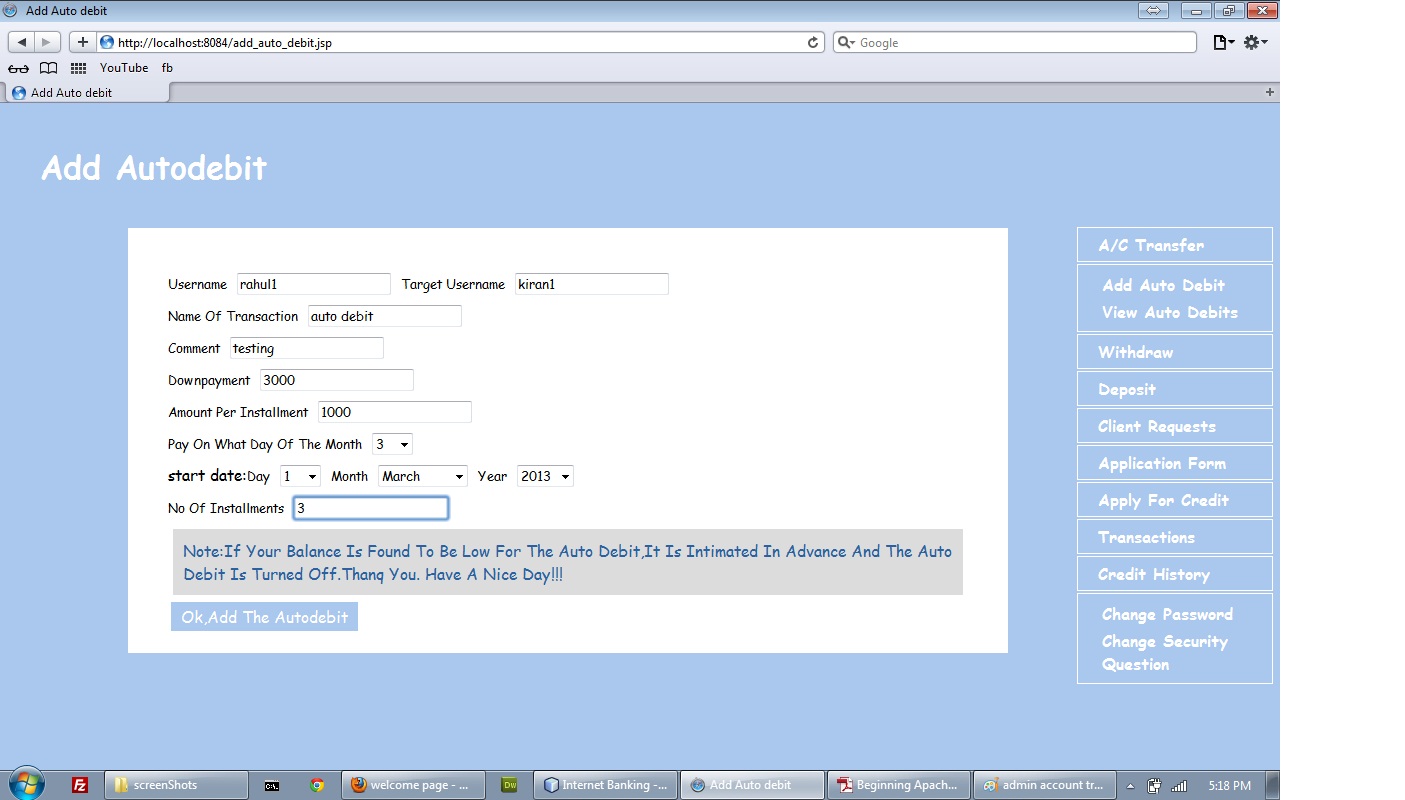 Add Auto debit
http://localhost:8084/add_auto_debit.jsp
Google
YouTube fb
Add Auto debit
Add Autodebit
Username rahul1 Target Username kiran1
Name Of Transaction auto debit
Comment testing
Downpayment 3000
Amount Per Installment 1000
Pay On What Day Of The Month 3
start date:Day 1 Month March Year 2013
No Of Installments 3
Note:If Your Balance Is Found To Be Low For The Auto Debit,It Is Intimated In Advance And The Auto
Debit Is Turned Off.Thanq You. Have A Nice Day!!!
Ok,Add The Autodebit
A/C Transfer
Add Auto Debit
View Auto Debits
Withdraw
Deposit
Client Requests
Application Form
Apply For Credit
Transactions
Credit History
Change Password
Change Security
Question
Fz screenShots welcome page - ... Dw Internet Banking -... Add Auto debit Beginning Apach... admin account tr... 5:18 PM